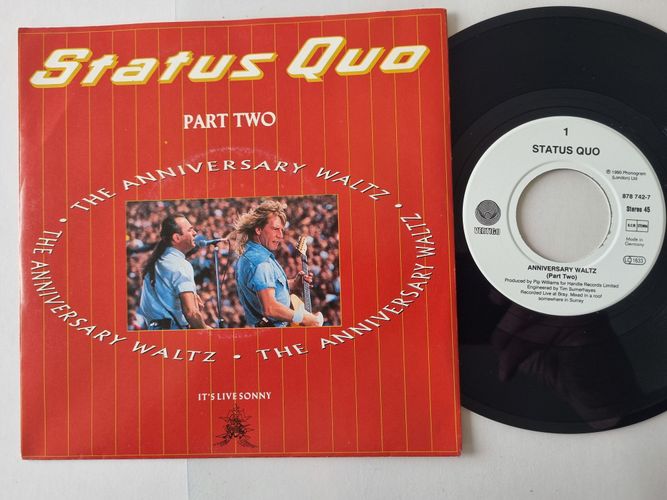 Status Quo
PART TWO
• THE ANNIVERSARY WALTZ •
THE ANNIVERSARY WALTZ •
THE ANNIVERSARY WALTZ
IT'S LIVE SONNY
1
STATUS QUO
VERTIGO
℗ 1990 Phonogram
(London) Ltd
878 742-7
Stereo 45
Made in
Germany
LC 1633
ANNIVERSARY WALTZ
(Part Two)
Produced by Pip Williams for Handle Records Limited
Engineered by Tim Summerhayes
Recorded Live at Bray. Mixed in a roof
somewhere in Surrey